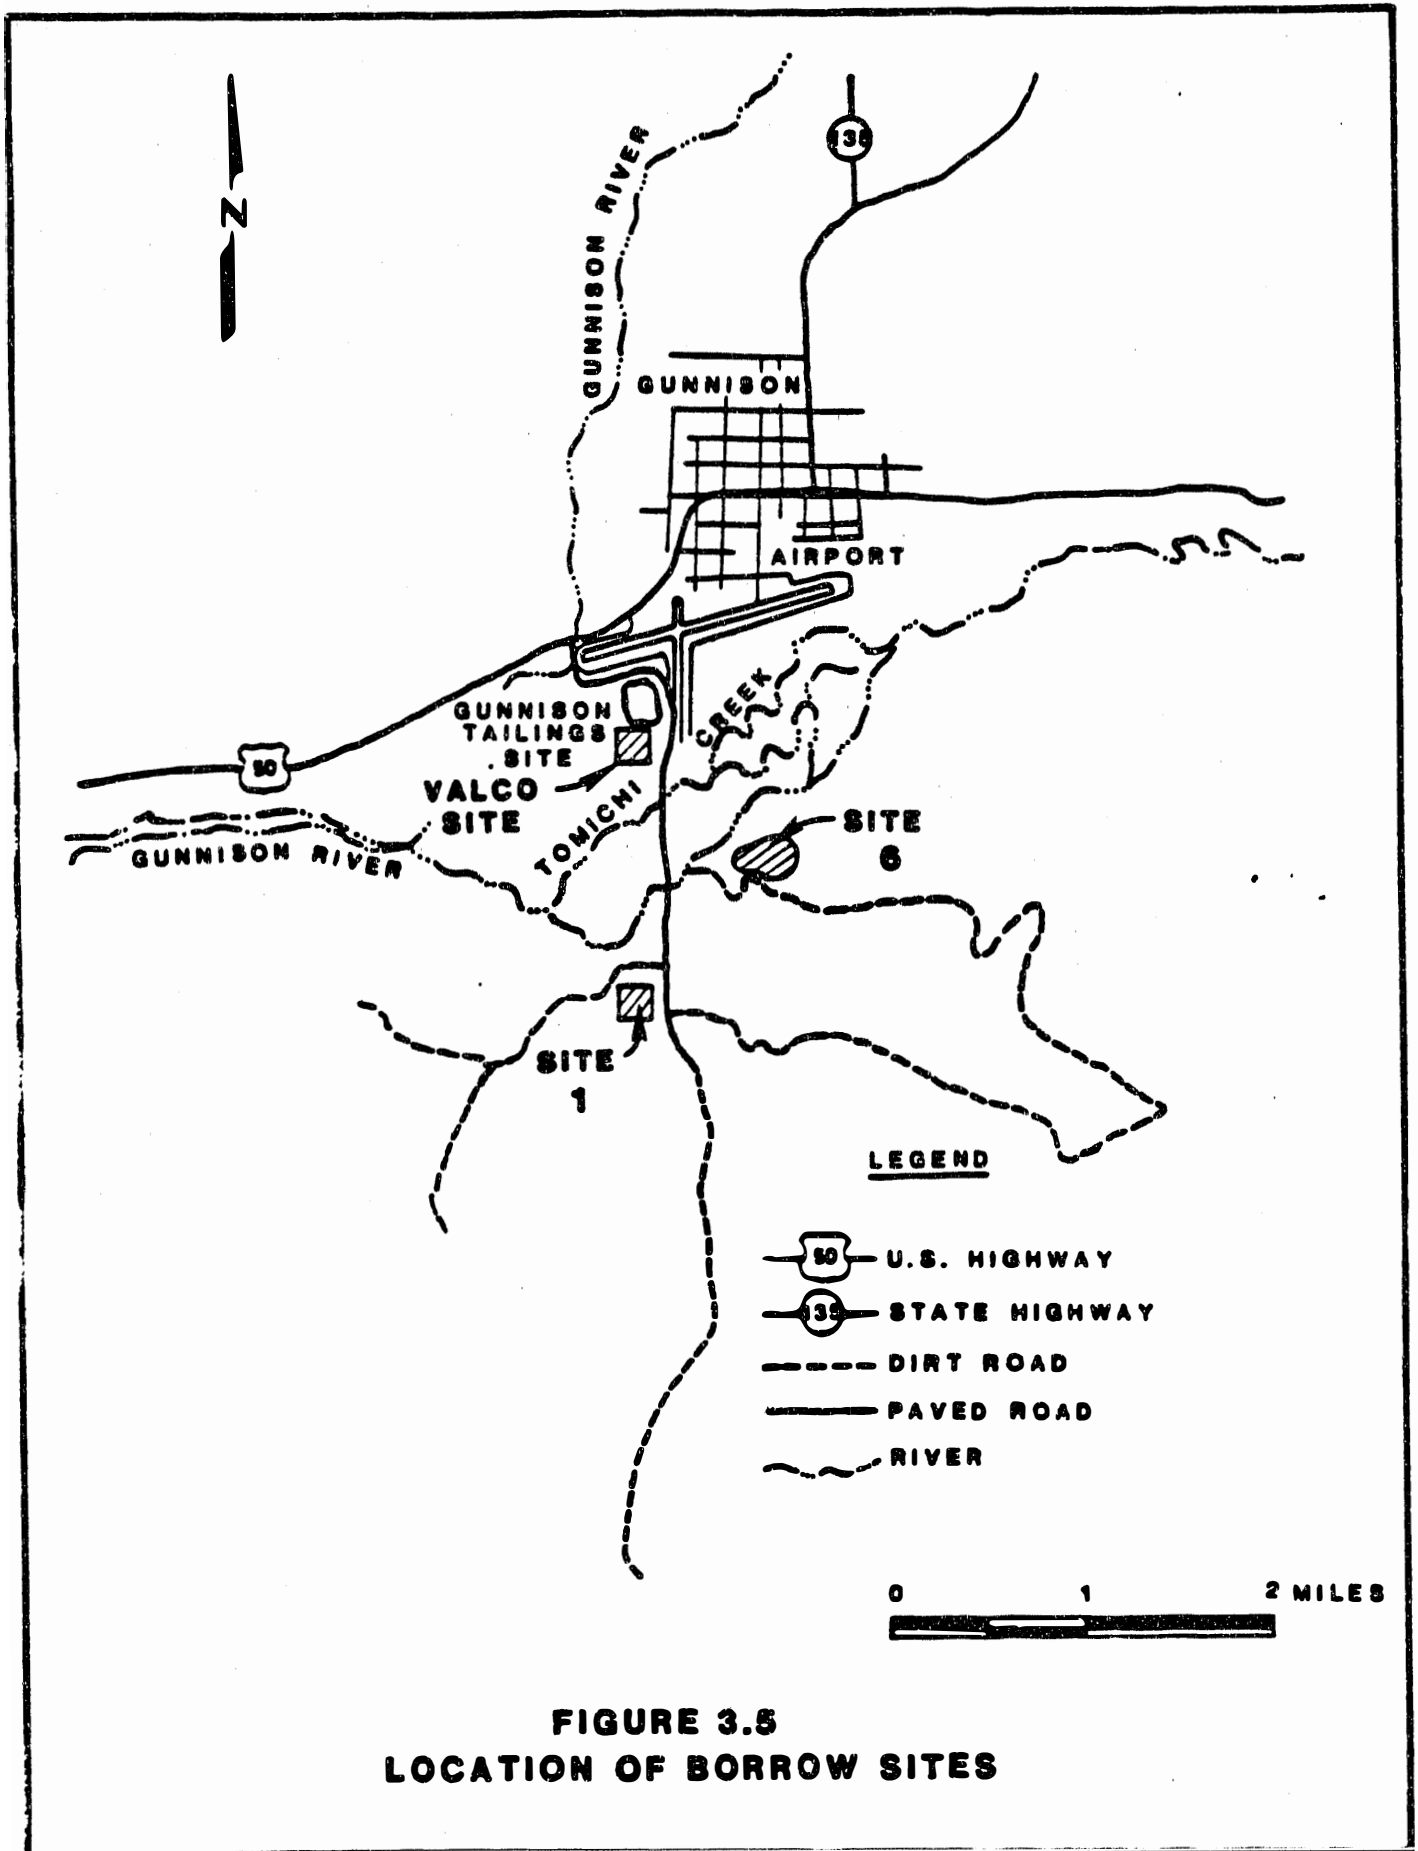 N
GUNNISON RIVER
135
GUNNISON
AIRPORT
CREEK
GUNNISON
TAILINGS
SITE
50
VALCO
SITE
TOMICHI
GUNNISON RIVER
SITE
6
SITE
1
LEGEND
50 U.S. HIGHWAY
135 STATE HIGHWAY
DIRT ROAD
PAVED ROAD
RIVER
0 1 2 MILES
FIGURE 3.5
LOCATION OF BORROW SITES